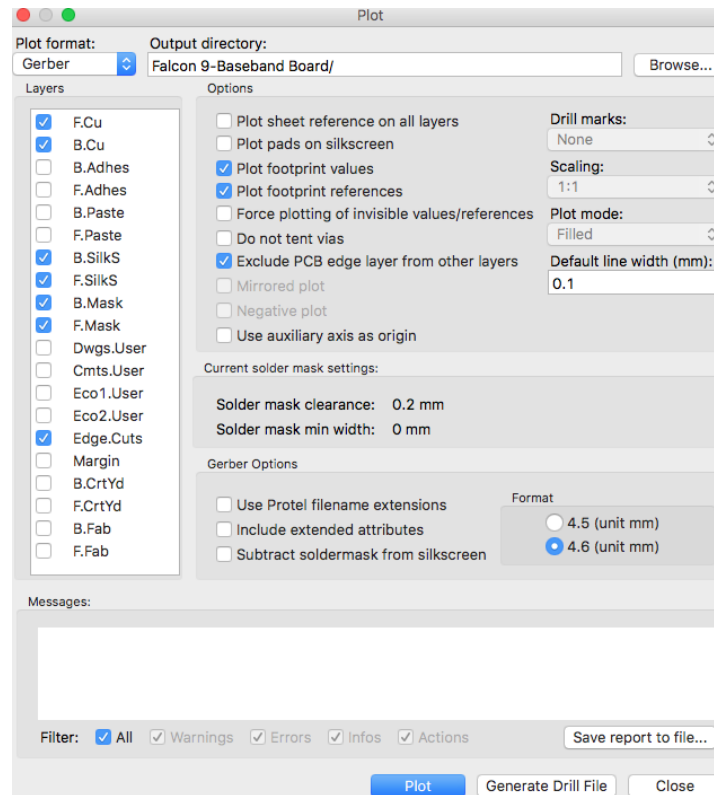 Plot
Plot format:
Output directory:
Gerber
Falcon 9-Baseband Board/
Browse...
Layers
F.Cu
B.Cu
B.Adhes
F.Adhes
B.Paste
F.Paste
B.SilkS
F.SilkS
B.Mask
F.Mask
Dwgs.User
Cmts.User
Eco1.User
Eco2.User
Edge.Cuts
Margin
B.CrtYd
F.CrtYd
B.Fab
F.Fab
Options
Plot sheet reference on all layers
Plot pads on silkscreen
Plot footprint values
Plot footprint references
Force plotting of invisible values/references
Do not tent vias
Exclude PCB edge layer from other layers
Mirrored plot
Negative plot
Use auxiliary axis as origin
Drill marks:
None
Scaling:
1:1
Plot mode:
Filled
Default line width (mm):
0.1
Current solder mask settings:
Solder mask clearance: 0.2 mm
Solder mask min width: 0 mm
Gerber Options
Use Protel filename extensions
Include extended attributes
Subtract soldermask from silkscreen
Format
4.5 (unit mm)
4.6 (unit mm)
Messages:
Filter: All Warnings Errors Infos Actions
Save report to file...
Plot
Generate Drill File
Close